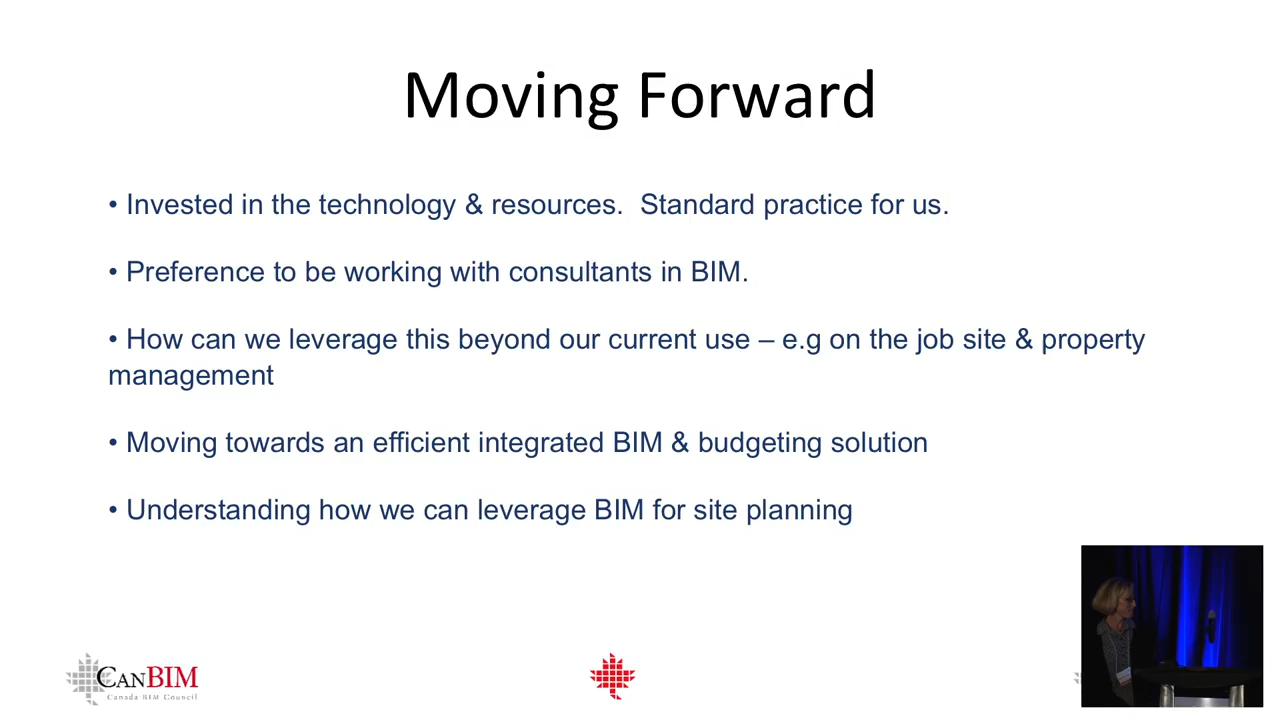 Moving Forward
• Invested in the technology & resources.  Standard practice for us.
• Preference to be working with consultants in BIM.
• How can we leverage this beyond our current use – e.g on the job site & property
management
• Moving towards an efficient integrated BIM & budgeting solution
• Understanding how we can leverage BIM for site planning
CANBIM
Canada BIM Council